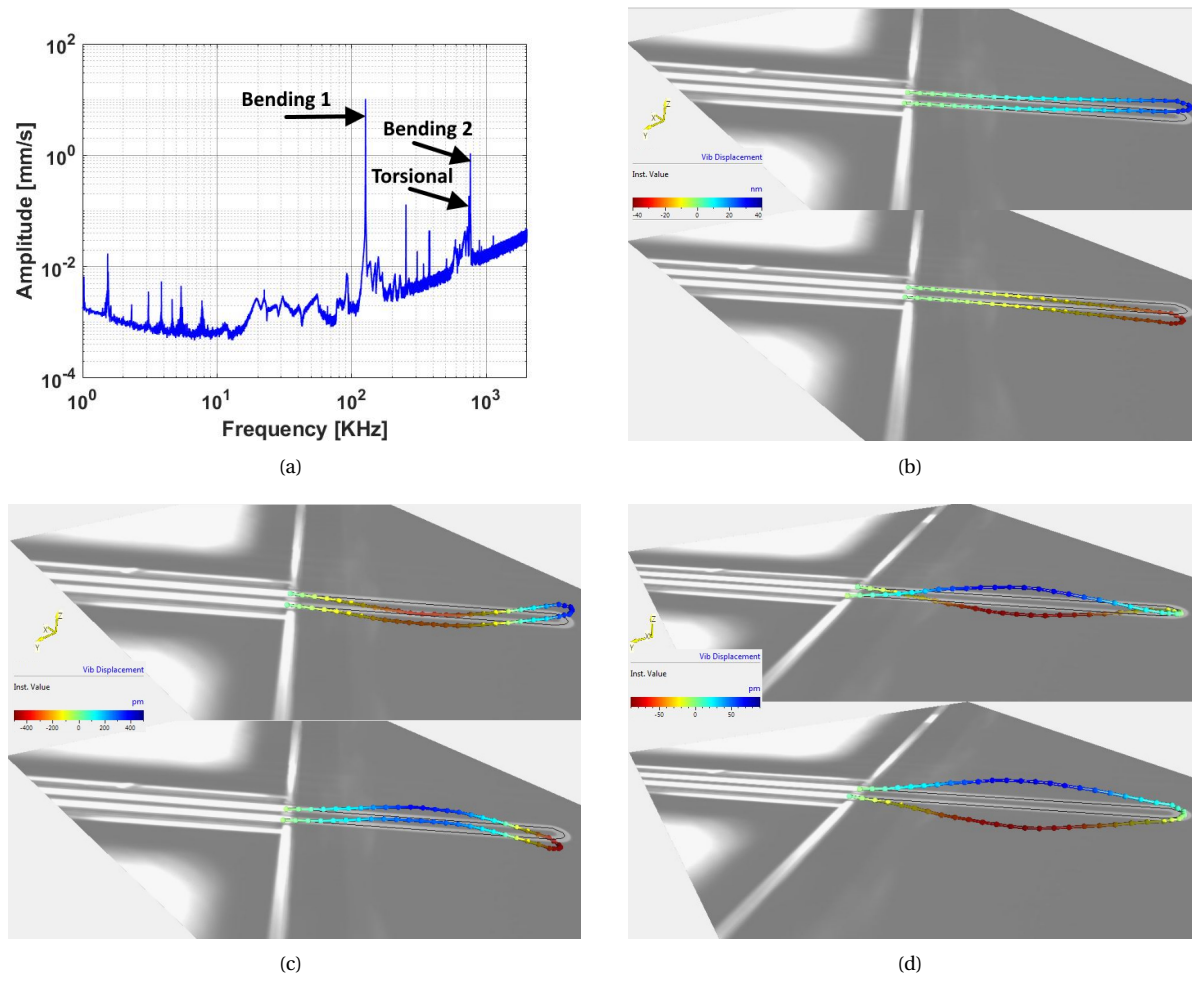 10^2
10^0
10^-2
10^-4
Amplitude [mm/s]
Bending 1
Bending 2
Torsional
10^0 10^1 10^2 10^3
Frequency [KHz]
(a)
Z
X
Y
Vib Displacement
Inst. Value
nm
-40 -20 0 20 40
(b)
Z
X
Y
Vib Displacement
Inst. Value
pm
-400 -200 0 200 400
(c)
Z
X
Y
Vib Displacement
Inst. Value
pm
-50 0 50
(d)